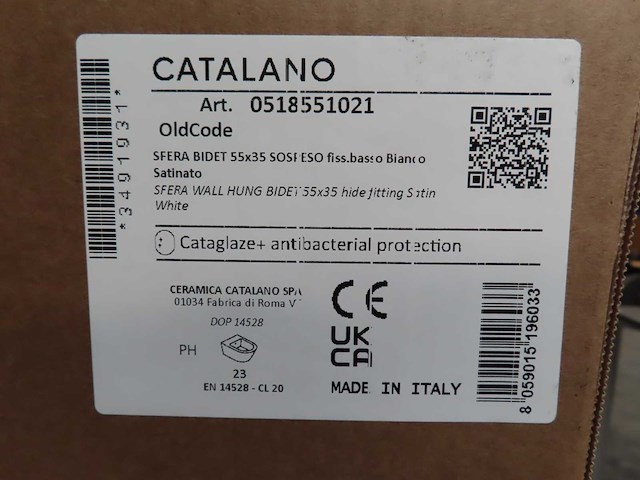 CATALANO
Art. 0518551021
OldCode
SFERA BIDET 55x35 SOSPESO fiss.basso Bianco
Satinato
SFERA WALL HUNG BIDET 55x35 hide fitting Satin
White
Cataglaze+ antibacterial protection
CERAMICA CATALANO SPA
01034 Fabrica di Roma VT
DOP 14528
PH
23
EN 14528 - CL 20
CE
UK
CA
MADE IN ITALY
*3491931*
8 059015 196033